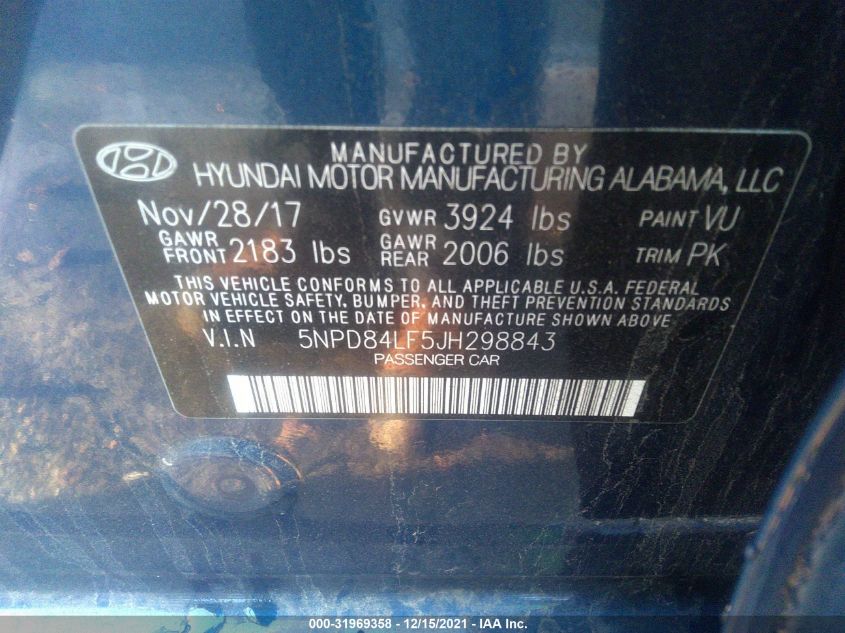 MANUFACTURED BY
HYUNDAI MOTOR MANUFACTURING ALABAMA, LLC
Nov/28/17 GVWR 3924 lbs PAINT VU
GAWR FRONT 2183 lbs GAWR REAR 2006 lbs TRIM PK
THIS VEHICLE CONFORMS TO ALL APPLICABLE U.S.A. FEDERAL
MOTOR VEHICLE SAFETY, BUMPER, AND THEFT PREVENTION STANDARDS
IN EFFECT ON THE DATE OF MANUFACTURE SHOWN ABOVE.
V.I.N 5NPD84LF5JH298843
PASSENGER CAR
000-31969358 - 12/15/2021 - IAA Inc.